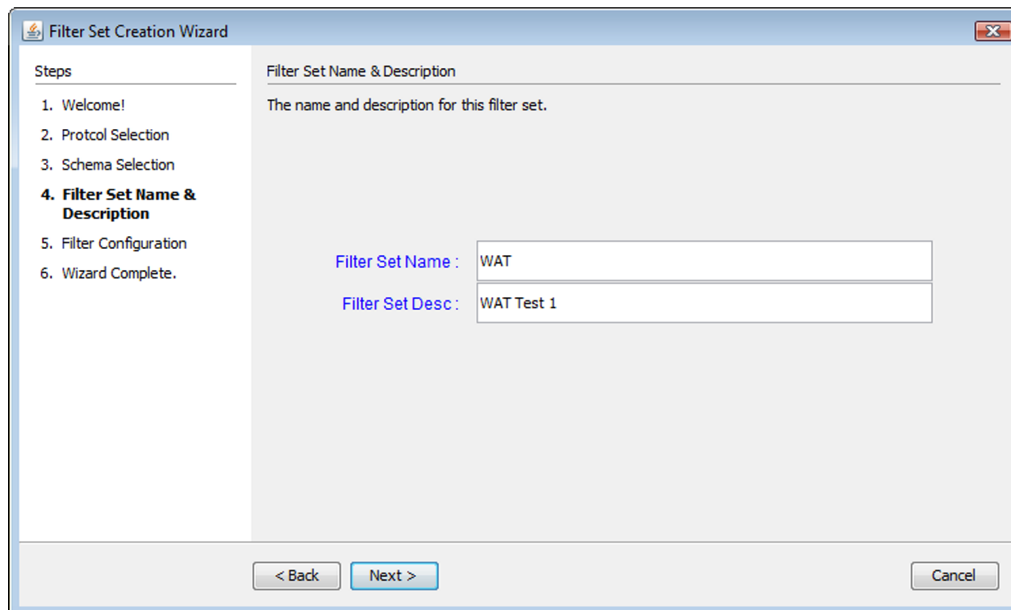 Filter Set Creation Wizard
Steps
1. Welcome!
2. Protcol Selection
3. Schema Selection
4. Filter Set Name &
Description
5. Filter Configuration
6. Wizard Complete.
Filter Set Name & Description
The name and description for this filter set.
Filter Set Name : WAT
Filter Set Desc : WAT Test 1
< Back Next > Cancel